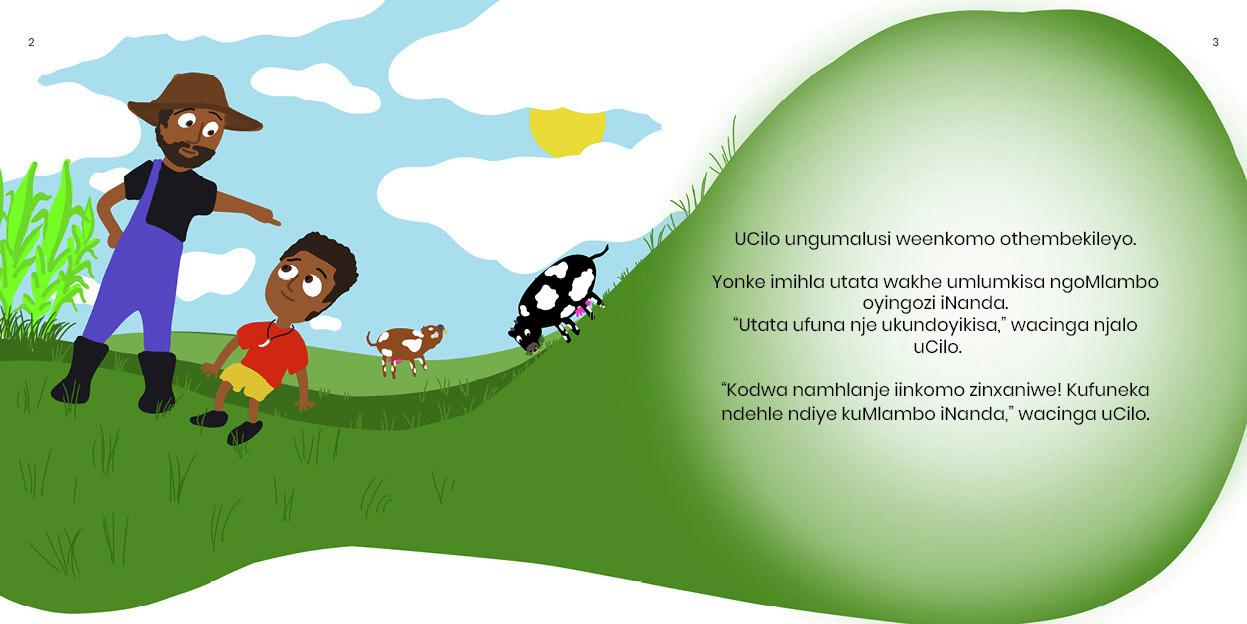 2
3
UCilo ungumalusi weenkomo othembekileyo.
Yonke imihla utata wakhe umlumkisa ngoMlambo
oyingozi iNanda.
“Utata ufuna nje ukundoyikisa,” wacinga njalo
uCilo.
“Kodwa namhlanje iinkomo zinxaniwe! Kufuneka
ndehle ndiye kuMlambo iNanda,” wacinga uCilo.